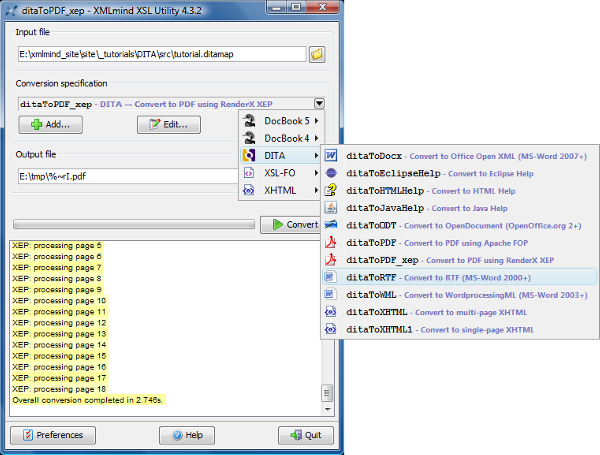 ditaToPDF_xep - XMLmind XSL Utility 4.3.2
Input file
E:\xmlmind_site\site\_tutorials\DITA\src\tutorial.ditamap
Conversion specification
ditaToPDF_xep - DITA — Convert to PDF using RenderX XEP
Add...
Edit...
Output file
E:\tmp\%~rI.pdf
Convert
DocBook 5
DocBook 4
DITA
XSL-FO
XHTML
ditaToDocx - Convert to Office Open XML (MS-Word 2007+)
ditaToEclipseHelp - Convert to Eclipse Help
ditaToHTMLHelp - Convert to HTML Help
ditaToJavaHelp - Convert to Java Help
ditaToODT - Convert to OpenDocument (OpenOffice.org 2+)
ditaToPDF - Convert to PDF using Apache FOP
ditaToPDF_xep - Convert to PDF using RenderX XEP
ditaToRTF - Convert to RTF (MS-Word 2000+)
ditaToWML - Convert to WordprocessingML (MS-Word 2003+)
ditaToXHTML - Convert to multi-page XHTML
ditaToXHTML1 - Convert to single-page XHTML
XEP: processing page 5
XEP: processing page 6
XEP: processing page 7
XEP: processing page 8
XEP: processing page 9
XEP: processing page 10
XEP: processing page 11
XEP: processing page 12
XEP: processing page 13
XEP: processing page 14
XEP: processing page 15
XEP: processing page 16
XEP: processing page 17
XEP: processing page 18
Overall conversion completed in 2.746s.
Preferences
Help
Quit